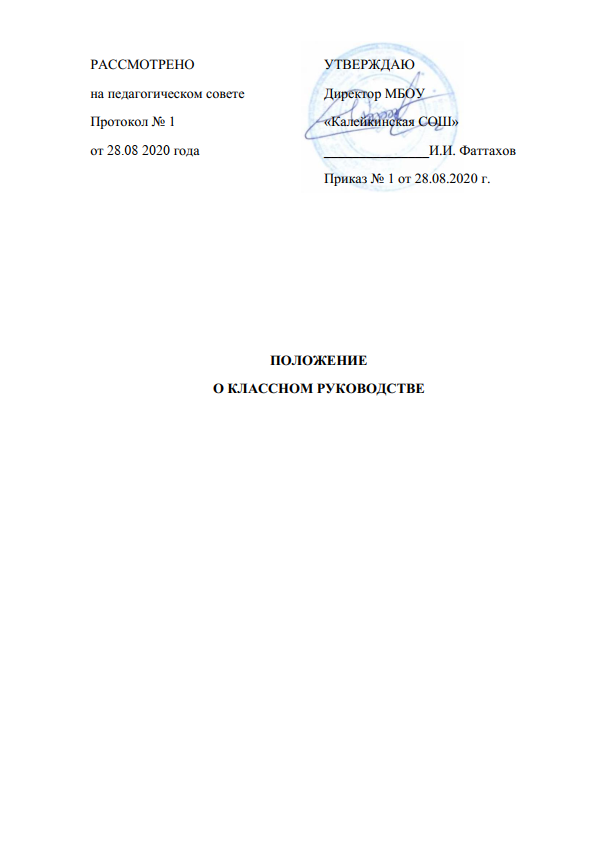 РАССМОТРЕНО
на педагогическом совете
Протокол № 1
от 28.08 2020 года
УТВЕРЖДАЮ
Директор МБОУ
«Калейкинская СОШ»
________________И.И. Фаттахов
Приказ № 1 от 28.08.2020 г.
ПОЛОЖЕНИЕ
О КЛАССНОМ РУКОВОДСТВЕ